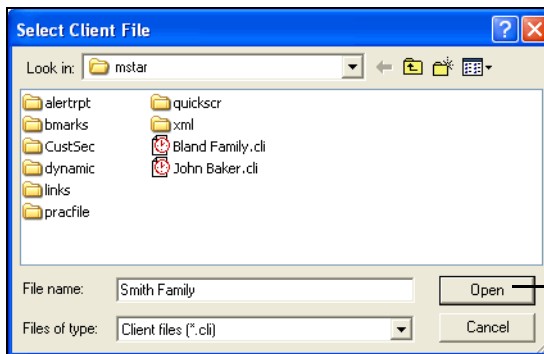 Select Client File
Look in: mstar
alertrpt quickscr
bmarks xml
CustSec Bland Family.cli
dynamic John Baker.cli
links
pracfile
File name: Smith Family Open
Files of type: Client files (*.cli) Cancel